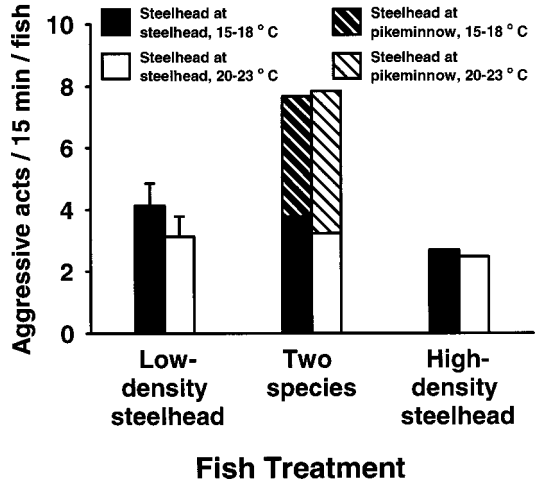 Steelhead at
steelhead, 15-18 ° C
Steelhead at
pikeminnow, 15-18 ° C
Steelhead at
steelhead, 20-23 ° C
Steelhead at
pikeminnow, 20-23 ° C
Aggressive acts / 15 min / fish
10
8
6
4
2
0
Low-
density
steelhead
Two
species
High-
density
steelhead
Fish Treatment